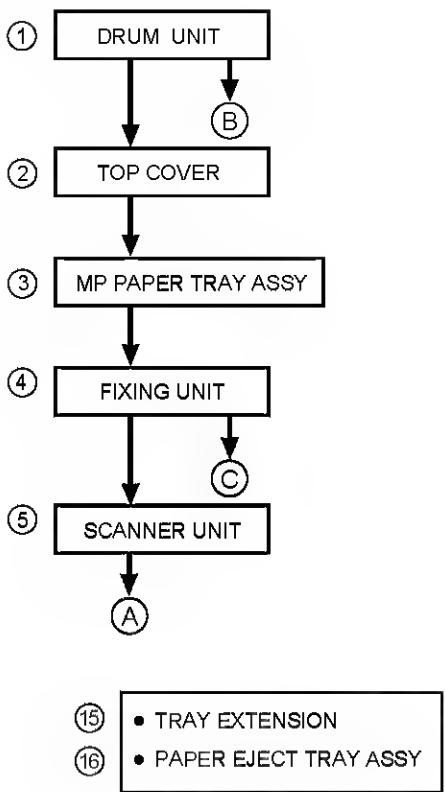 ① DRUM UNIT
Ⓑ
② TOP COVER
③ MP PAPER TRAY ASSY
④ FIXING UNIT
Ⓒ
⑤ SCANNER UNIT
Ⓐ
⑮ • TRAY EXTENSION
⑯ • PAPER EJECT TRAY ASSY